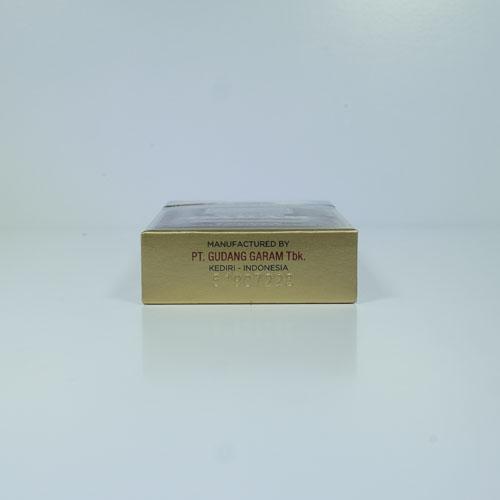 MANUFACTURED BY
PT. GUDANG GARAM Tbk.
KEDIRI - INDONESIA